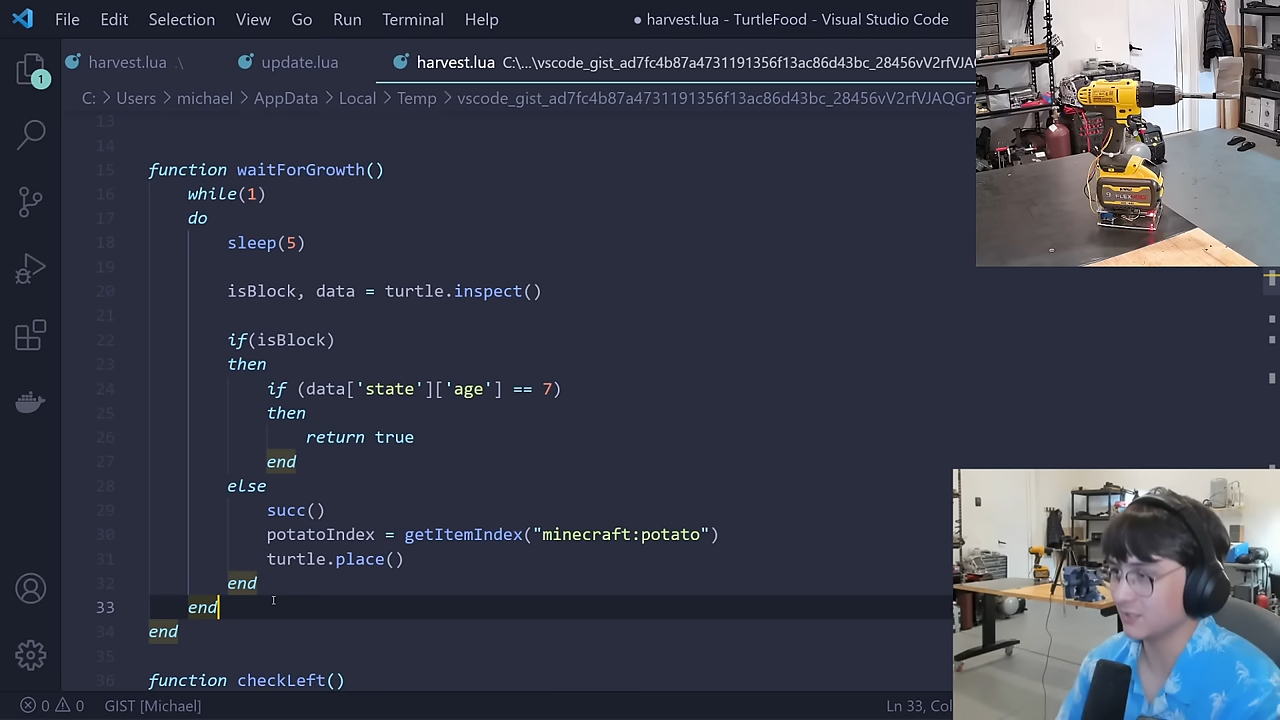 File Edit Selection View Go Run Terminal Help
● harvest.lua - TurtleFood - Visual Studio Code
harvest.lua .\
update.lua
harvest.lua C:\...\vscode_gist_ad7fc4b87a4731191356f13ac86d43bc_28456vV2rfVJA
1
C: > Users > michael > AppData > Local > Temp > vscode_gist_ad7fc4b87a4731191356f13ac86d43bc_28456vV2rfVJAQGr
13
14
15 function waitForGrowth()
16 while(1)
17 do
18 sleep(5)
19
20 isBlock, data = turtle.inspect()
21
22 if(isBlock)
23 then
24 if (data['state']['age'] == 7)
25 then
26 return true
27 end
28 else
29 succ()
30 potatoIndex = getItemIndex("minecraft:potato")
31 turtle.place()
32 end
33 end
34 end
35
36 function checkLeft()
0 0 GIST [Michael]
Ln 33, Col